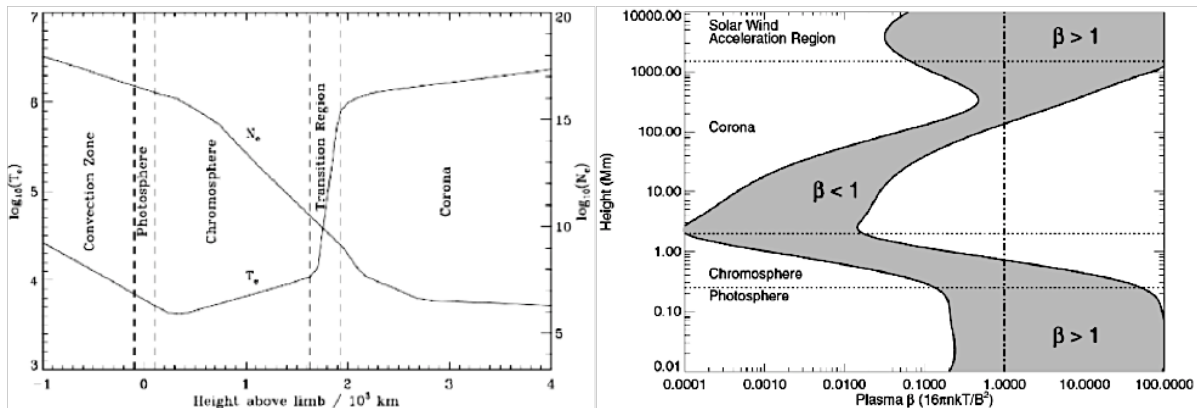 6
5
4
3
log₁₀(Tₑ)
20
15
10
5
log₁₀(Nₑ)
Convection Zone
Photosphere
Chromosphere
Transition Region
Corona
Nₑ
Tₑ
-1
0
1
2
3
4
Height above limb / 10³ km
10000.00
1000.00
100.00
10.00
1.00
0.10
0.01
Height (Mm)
Solar Wind
Acceleration Region
β > 1
Corona
β < 1
Chromosphere
Photosphere
β > 1
0.0001
0.0010
0.0100
0.1000
1.0000
10.0000
100.0000
Plasma β (16πnkT/B²)